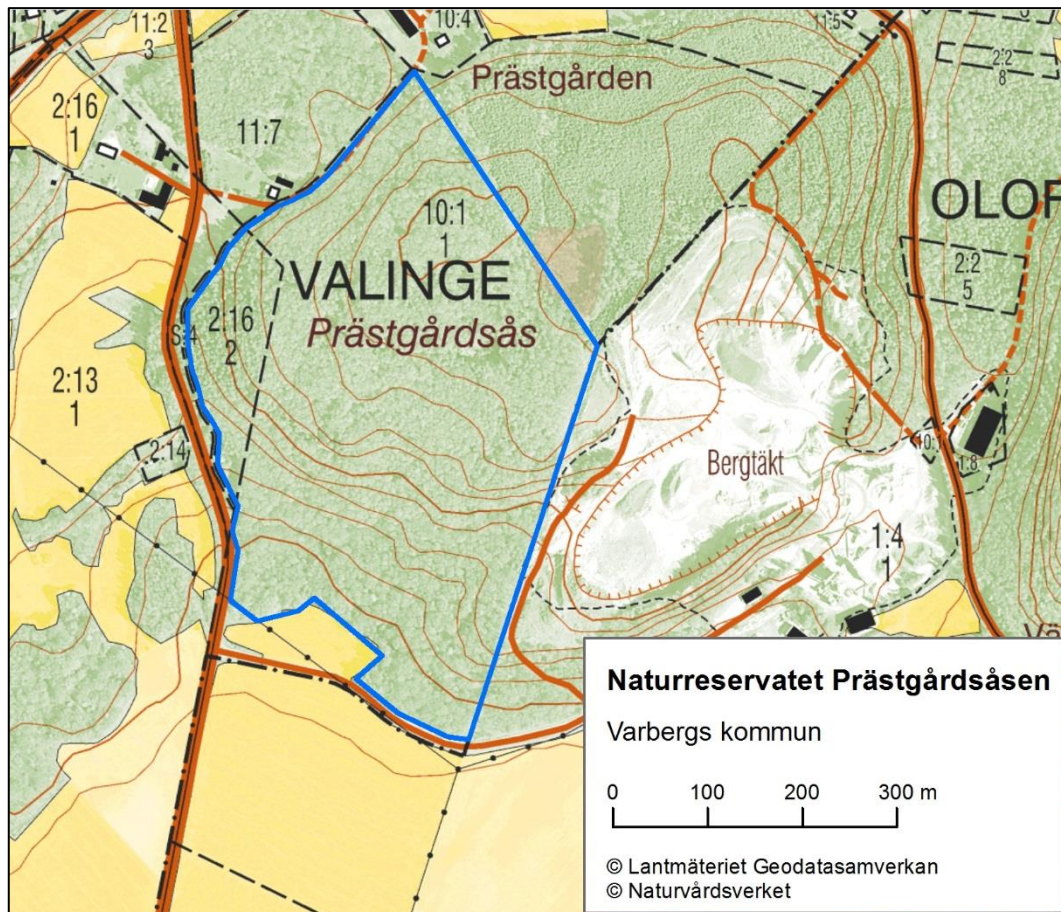 11:2
3
10:4
11:5
2:2
8
Prästgården
2:16
1
11:7
10:1
1
OLOF
VALINGE
Prästgårdsås
2:2
5
S:4
2:16
2
2:13
1
2:14
Bergtäkt
1:8
1:4
1
Naturreservatet Prästgårdsåsen
Varbergs kommun
0 100 200 300 m
© Lantmäteriet Geodatasamverkan
© Naturvårdsverket